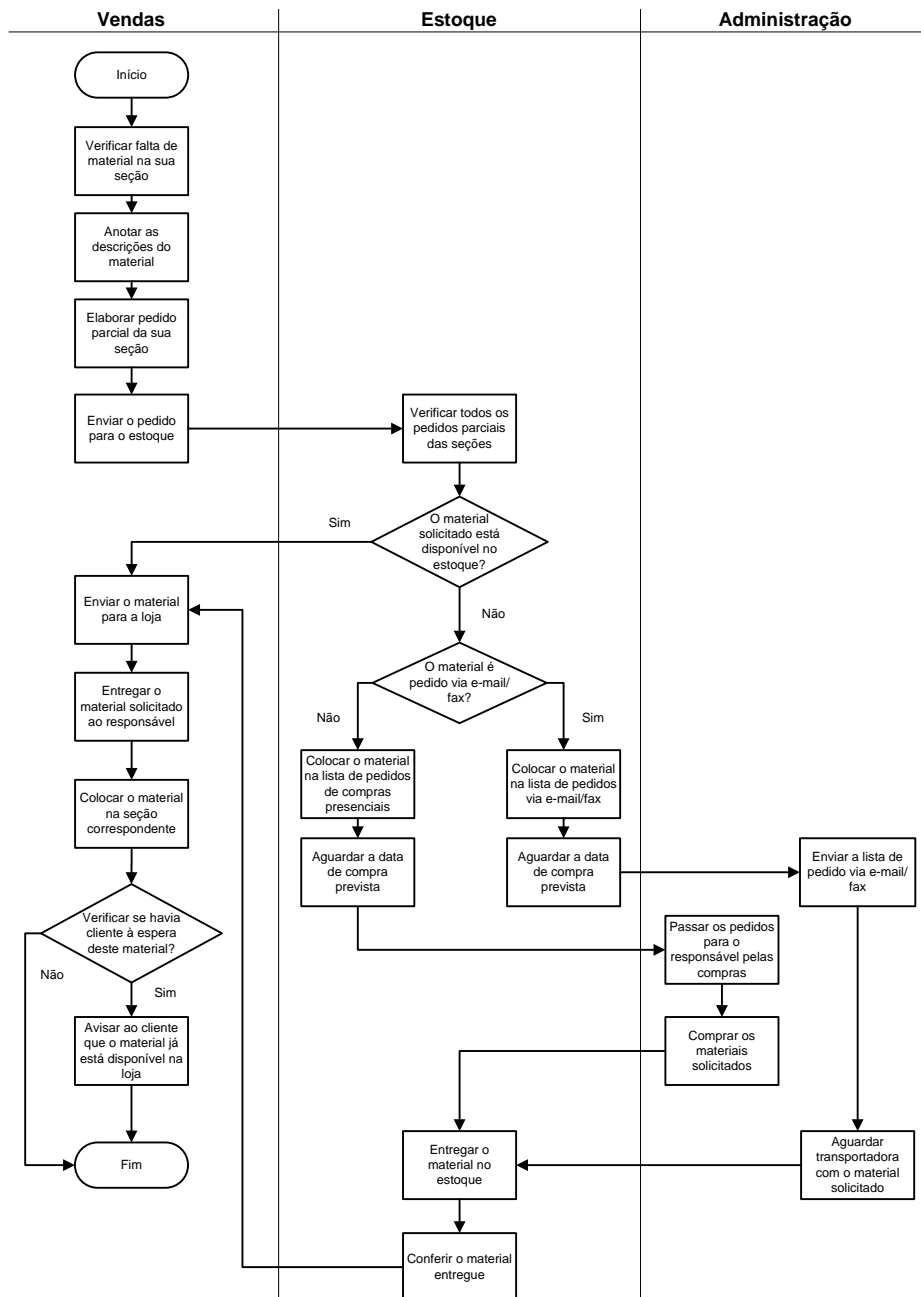 Vendas
Estoque
Administração
Início
Verificar falta de
material na sua
seção
Anotar as
descrições do
material
Elaborar pedido
parcial da sua
seção
Enviar o pedido
para o estoque
Verificar todos os
pedidos parciais
das seções
Sim
O material
solicitado está
disponível no
estoque?
Enviar o material
para a loja
Não
O material é
pedido via e-mail/
fax?
Entregar o
material solicitado
ao responsável
Não
Sim
Colocar o material
na lista de pedidos
de compras
presenciais
Colocar o material
na lista de pedidos
via e-mail/fax
Colocar o material
na seção
correspondente
Aguardar a data
de compra
prevista
Aguardar a data
de compra
prevista
Enviar a lista de
pedido via e-mail/
fax
Verificar se havia
cliente à espera
deste material?
Passar os pedidos
para o
responsável pelas
compras
Não
Sim
Avisar ao cliente
que o material já
está disponível na
loja
Comprar os
materiais
solicitados
Fim
Entregar o
material no
estoque
Aguardar
transportadora
com o material
solicitado
Conferir o material
entregue